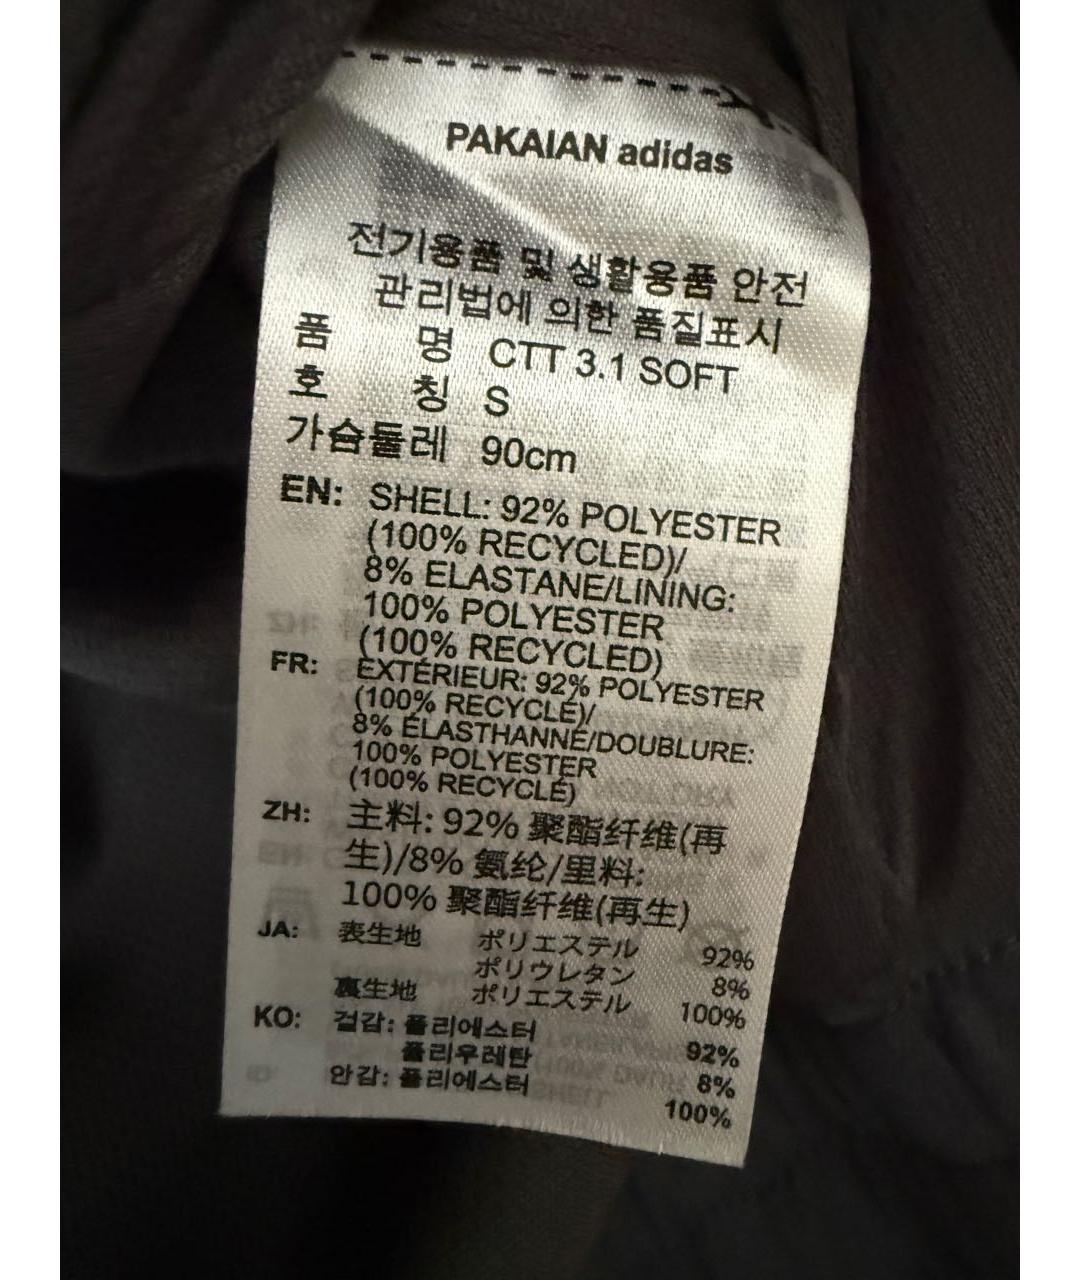 PAKAIAN adidas
전기용품 및 생활용품 안전
관리법에 의한 품질표시
품 명 CTT 3.1 SOFT
호 칭 S
가슴둘레 90cm
EN: SHELL: 92% POLYESTER
(100% RECYCLED)/
8% ELASTANE/LINING:
100% POLYESTER
(100% RECYCLED)
FR: EXTÉRIEUR: 92% POLYESTER
(100% RECYCLÉ)/
8% ÉLASTHANNE/DOUBLURE:
100% POLYESTER
(100% RECYCLÉ)
ZH: 主料: 92% 聚酯纤维(再
生)/8% 氨纶/里料:
100% 聚酯纤维(再生)
JA: 表生地 ポリエステル 92%
ポリウレタン 8%
裏生地 ポリエステル 100%
KO: 겉감: 폴리에스터 92%
폴리우레탄 8%
안감: 폴리에스터 100%